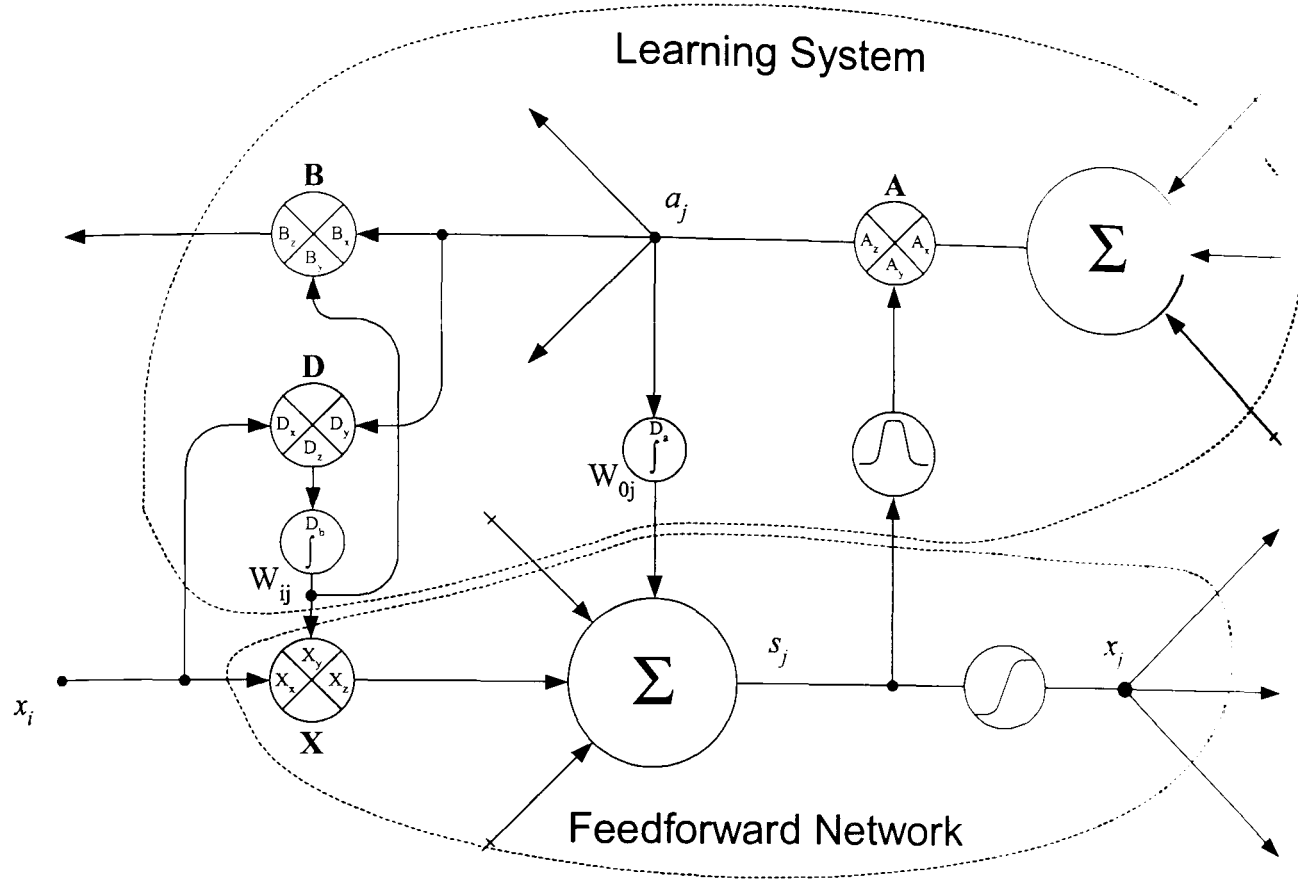 Learning System
B
B_z B_x
B_y
a_j
A
A_z A_x
A_y
Σ
D
D_x D_y
D_z
D_a
∫
W_0j
D_b
∫
W_ij
X_y
X_x X_z
X
x_i
Σ
s_j
x_j
Feedforward Network